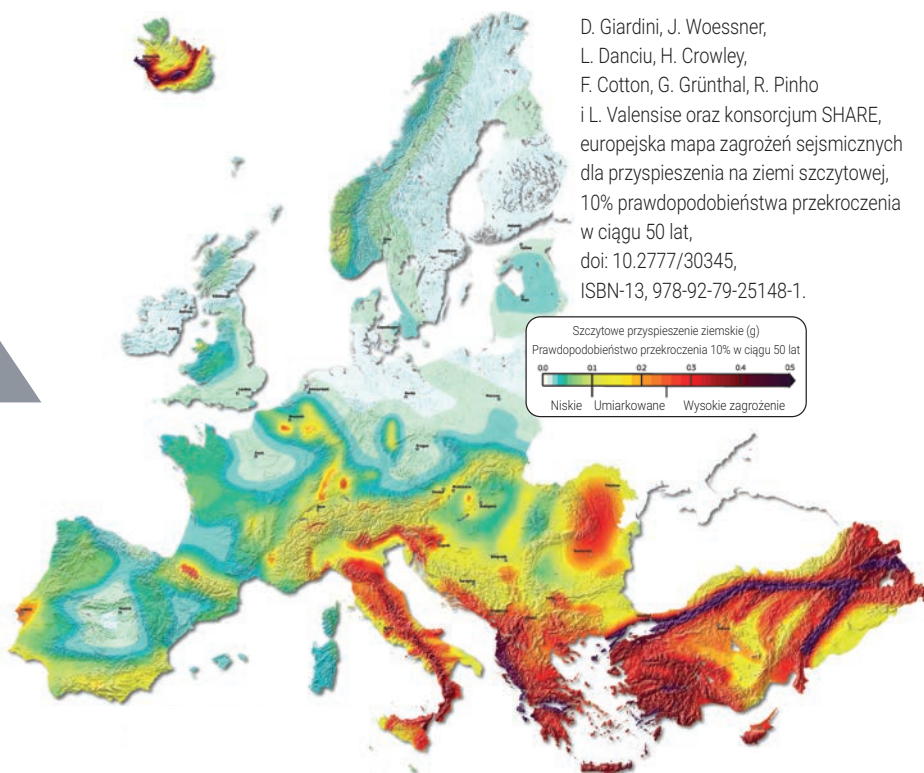 D. Giardini, J. Woessner,
L. Danciu, H. Crowley,
F. Cotton, G. Grünthal, R. Pinho
i L. Valensise oraz konsorcjum SHARE,
europejska mapa zagrożeń sejsmicznych
dla przyspieszenia na ziemi szczytowej,
10% prawdopodobieństwa przekroczenia
w ciągu 50 lat,
doi: 10.2777/30345,
ISBN-13, 978-92-79-25148-1.
Szczytowe przyspieszenie ziemskie (g)
Prawdopodobieństwo przekroczenia 10% w ciągu 50 lat
0.0 0.1 0.2 0.3 0.4 0.5
Niskie Umiarkowane Wysokie zagrożenie